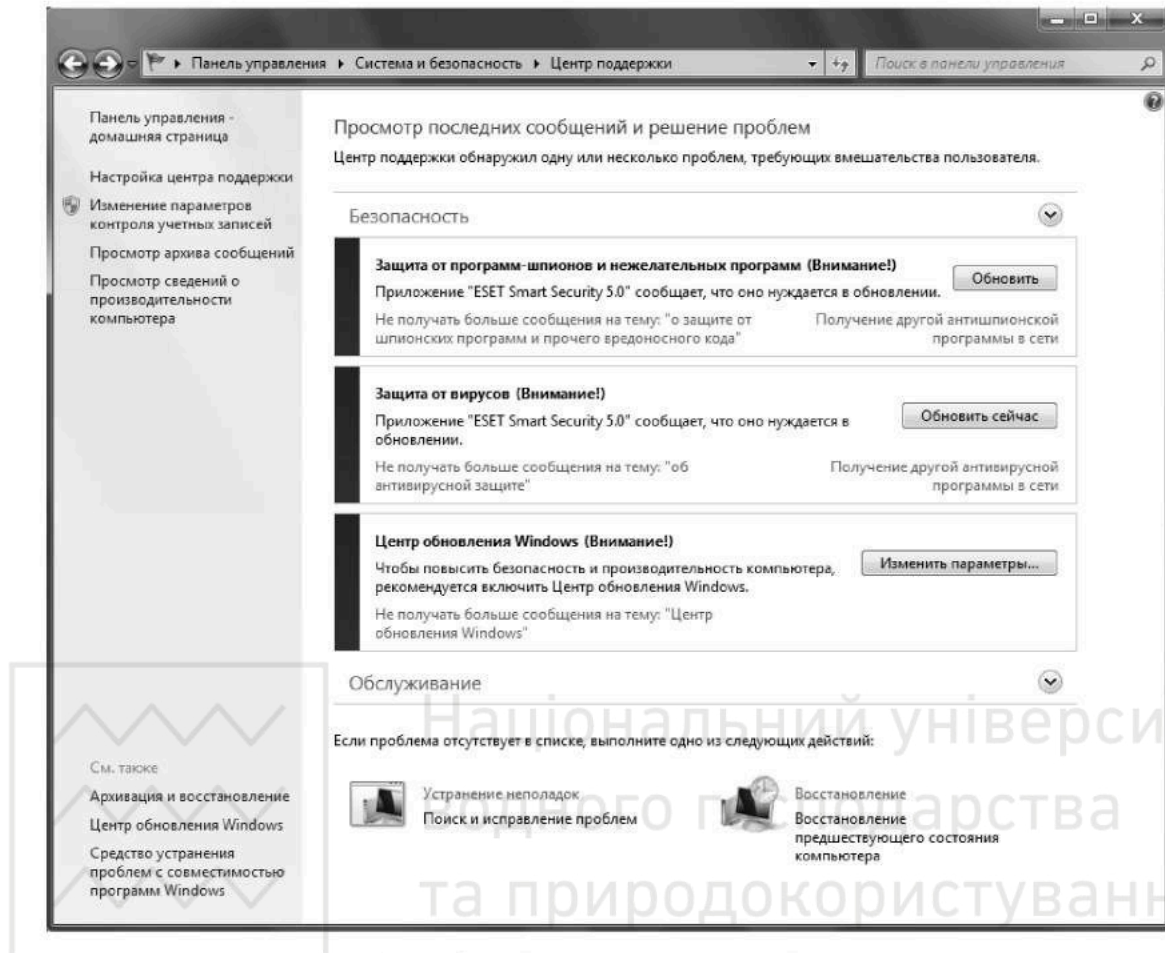 Панель управления ▸ Система и безопасность ▸ Центр поддержки
Поиск в панели управления
Панель управления -
домашняя страница
Настройка центра поддержки
Изменение параметров
контроля учетных записей
Просмотр архива сообщений
Просмотр сведений о
производительности
компьютера
Просмотр последних сообщений и решение проблем
Центр поддержки обнаружил одну или несколько проблем, требующих вмешательства пользователя.
Безопасность
Защита от программ-шпионов и нежелательных программ (Внимание!)
Приложение "ESET Smart Security 5.0" сообщает, что оно нуждается в обновлении.
Обновить
Не получать больше сообщения на тему: "о защите от
шпионских программ и прочего вредоносного кода"
Получение другой антишпионской
программы в сети
Защита от вирусов (Внимание!)
Приложение "ESET Smart Security 5.0" сообщает, что оно нуждается в
обновлении.
Обновить сейчас
Не получать больше сообщения на тему: "об
антивирусной защите"
Получение другой антивирусной
программы в сети
Центр обновления Windows (Внимание!)
Чтобы повысить безопасность и производительность компьютера,
рекомендуется включить Центр обновления Windows.
Изменить параметры...
Не получать больше сообщения на тему: "Центр
обновления Windows"
Обслуживание
Если проблема отсутствует в списке, выполните одно из следующих действий:
Устранение неполадок
Поиск и исправление проблем
Восстановление
Восстановление
предшествующего состояния
компьютера
См. также
Архивация и восстановление
Центр обновления Windows
Средство устранения
проблем с совместимостью
программ Windows
Національний універси
водного господарства
та природокористуванн